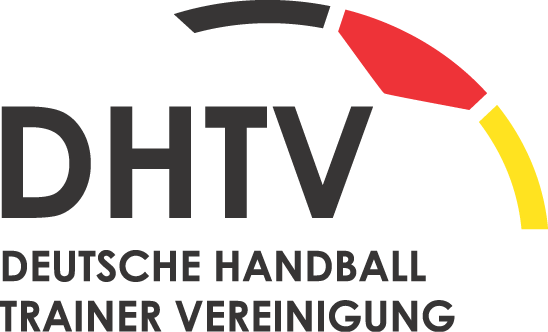 DHTV
DEUTSCHE HANDBALL
TRAINER VEREINIGUNG